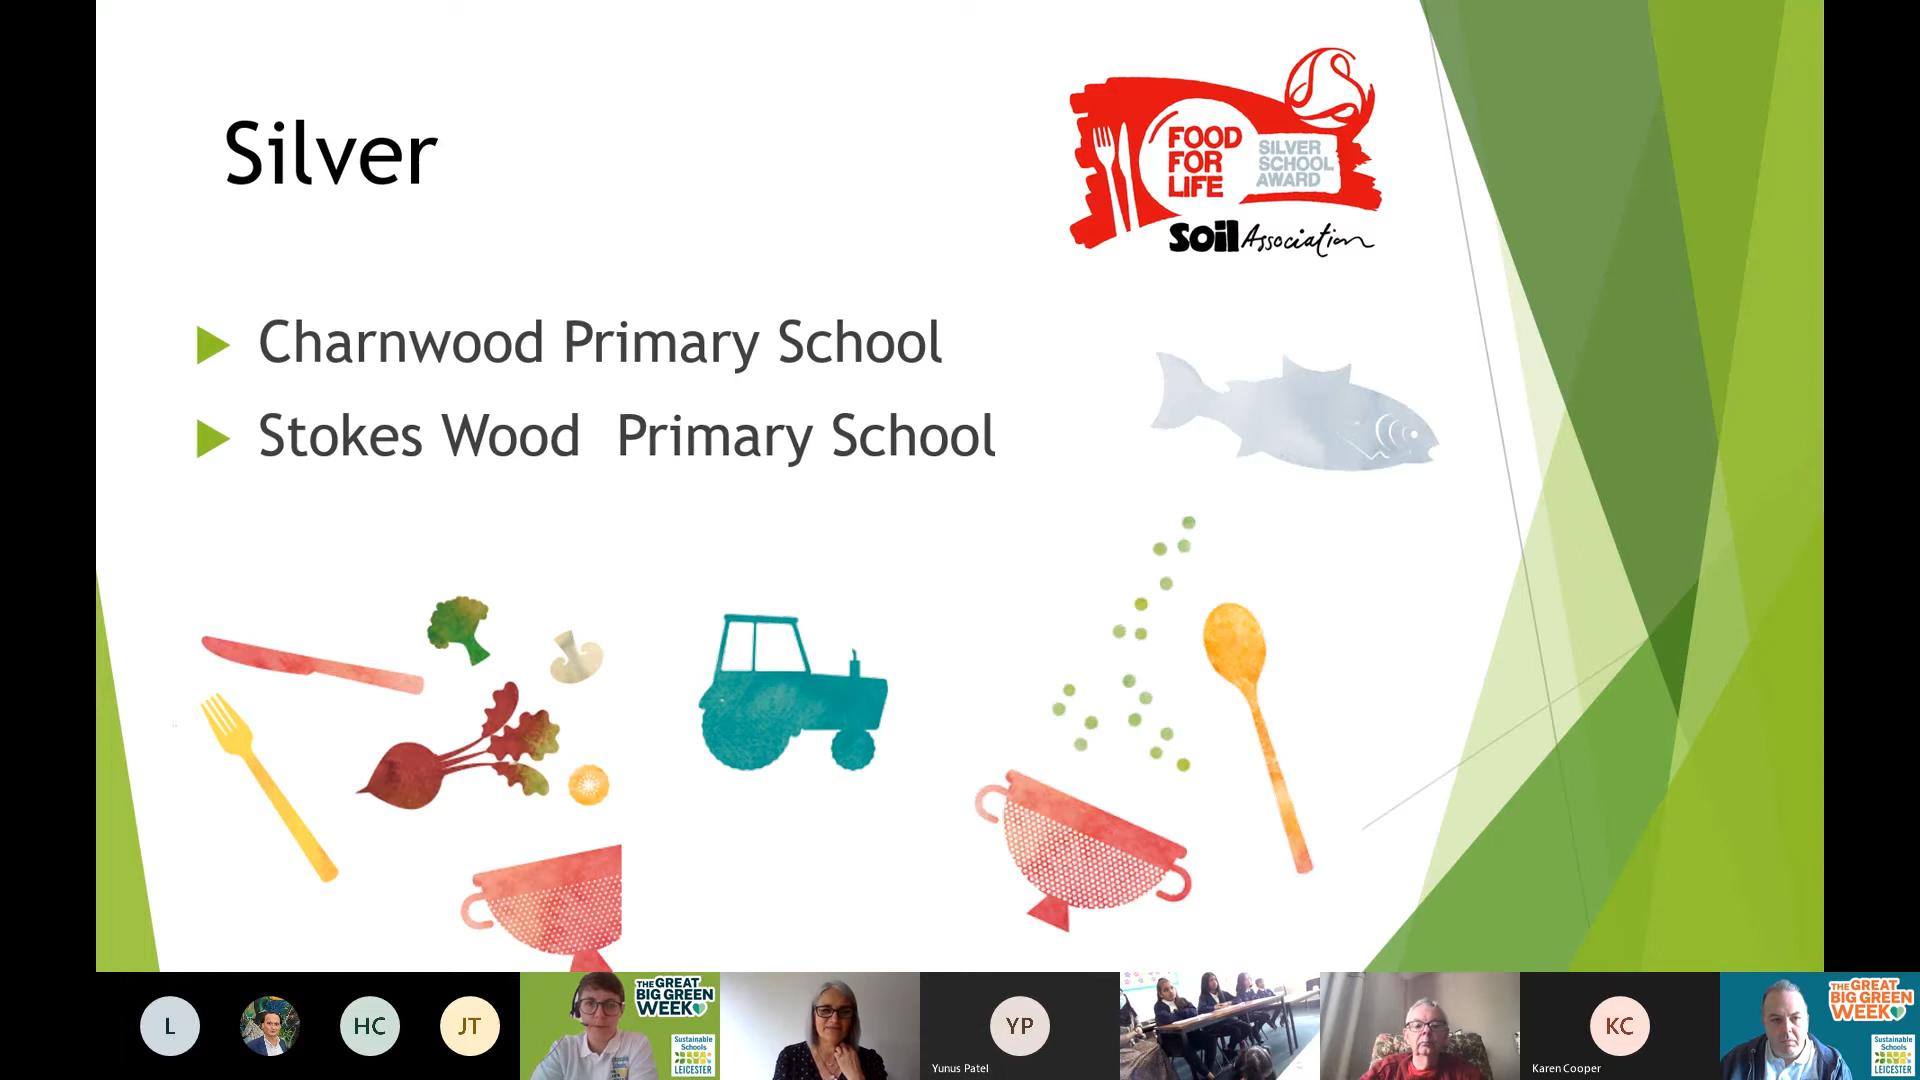 Silver
FOOD
FOR
LIFE
SILVER
SCHOOL
AWARD
Soil Association
Charnwood Primary School
Stokes Wood Primary School
L
HC
JT
THE GREAT
BIG GREEN
WEEK
Sustainable
Schools
LEICESTER
YP
Yunus Patel
KC
Karen Cooper
THE GREAT
BIG GREEN
WEEK
Sustainable
Schools
LEICESTER